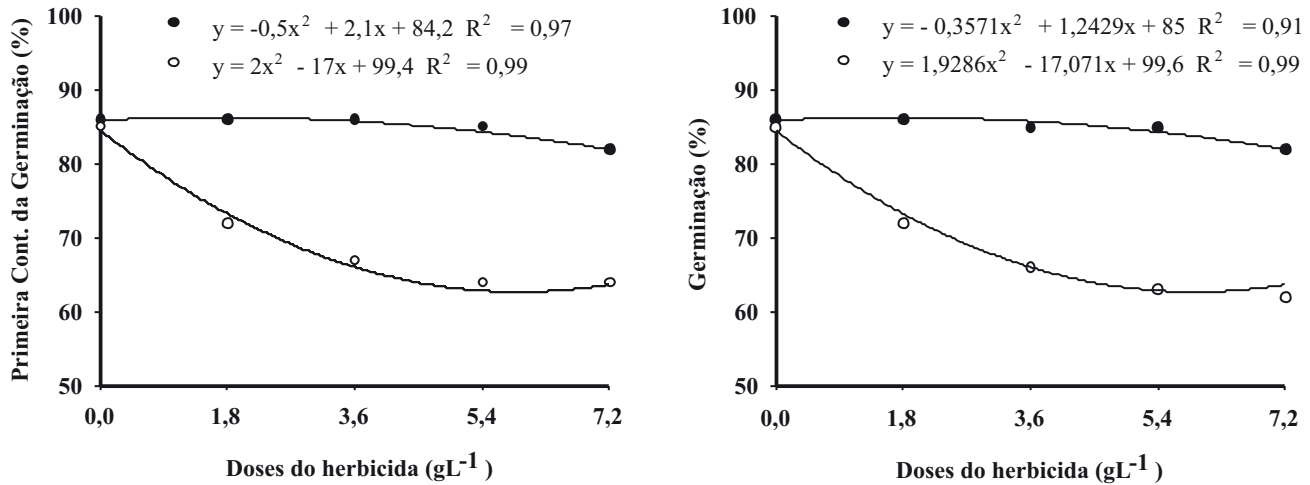 Primeira Cont. da Germinação (%)
100
90
80
70
60
50
y = -0,5x² + 2,1x + 84,2 R² = 0,97
y = 2x² - 17x + 99,4 R² = 0,99
0,0 1,8 3,6 5,4 7,2
Doses do herbicida (gL⁻¹ )
Germinação (%)
100
90
80
70
60
50
y = - 0,3571x² + 1,2429x + 85 R² = 0,91
y = 1,9286x² - 17,071x + 99,6 R² = 0,99
0,0 1,8 3,6 5,4 7,2
Doses do herbicida (gL⁻¹ )